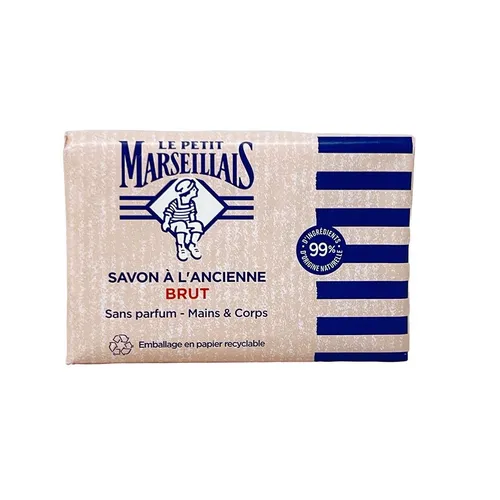 LE PETIT
MARSEILLAIS
SAVON À L'ANCIENNE
BRUT
Sans parfum - Mains & Corps
Emballage en papier recyclable
D'INGRÉDIENTS
99%
D'ORIGINE NATURELLE